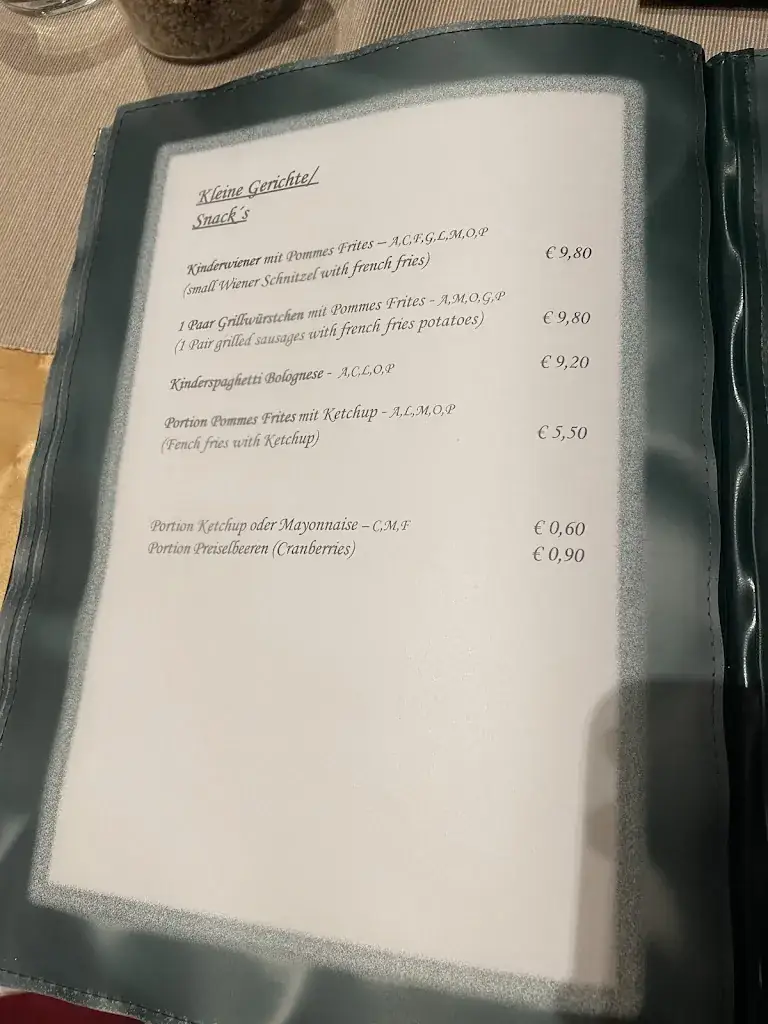 Kleine Gerichte/
Snack´s
Kinderwiener mit Pommes Frites – A,C,F,G,L,M,O,P € 9,80
(small Wiener Schnitzel with french fries)
1 Paar Grillwürstchen mit Pommes Frites - A,M,O,G,P € 9,80
(1 Pair grilled sausages with french fries potatoes)
Kinderspaghetti Bolognese - A,C,L,O,P € 9,20
Portion Pommes Frites mit Ketchup - A,L,M,O,P € 5,50
(Fench fries with Ketchup)
Portion Ketchup oder Mayonnaise – C,M,F € 0,60
Portion Preiselbeeren (Cranberries) € 0,90